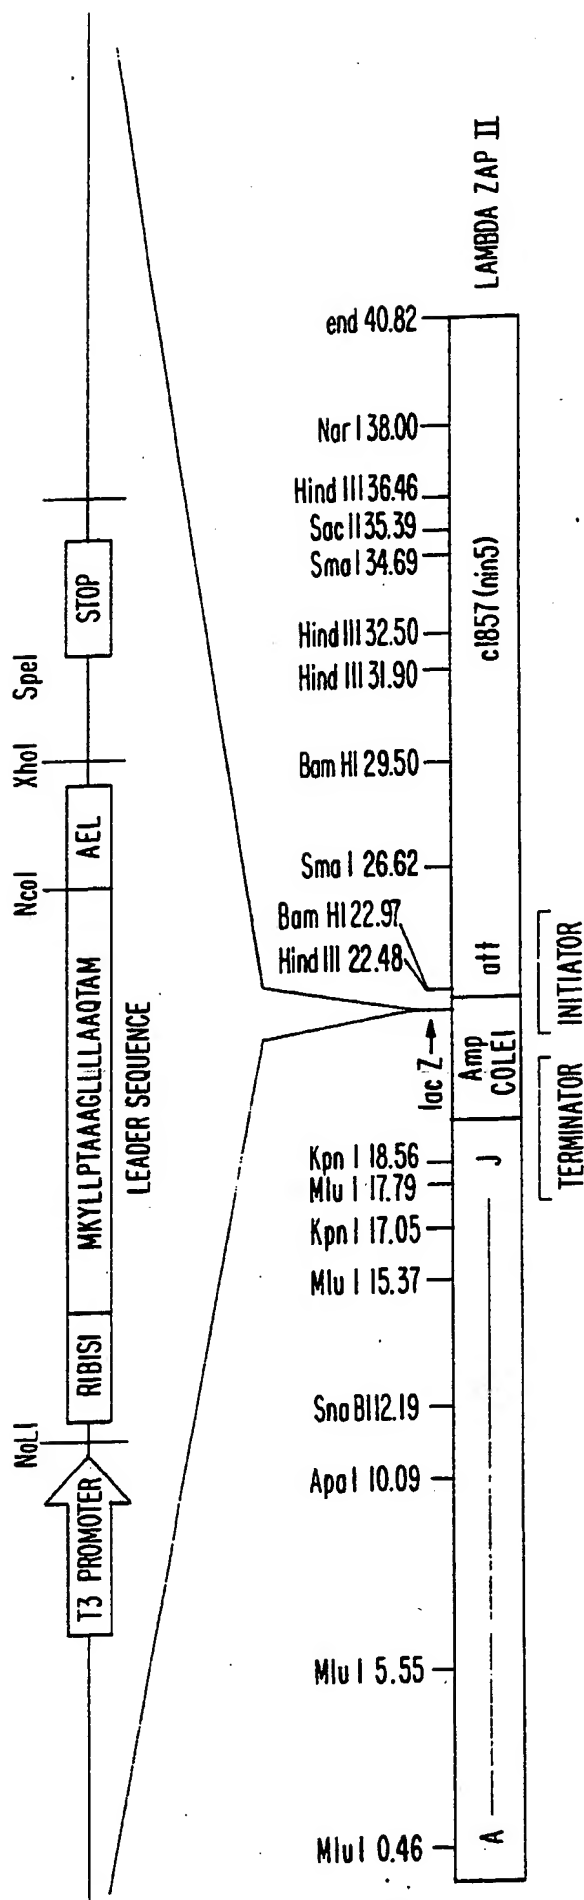 T3 PROMOTER
NoLI
RIBISI
MKYLLPTAAAGLLLLAAQTAM
LEADER SEQUENCE
NcoI
AEL
XhoI
SpeI
STOP
Mlu I 0.46
Mlu I 5.55
Apa I 10.09
Sna BI 12.19
Mlu I 15.37
Kpn I 17.05
Mlu I 17.79
Kpn I 18.56
lac Z
Hind III 22.48
Bam HI 22.97
Sma I 26.62
Bam HI 29.50
Hind III 31.90
Hind III 32.50
Sma I 34.69
Sac II 35.39
Hind III 36.46
Nar I 38.00
end 40.82
A
J
Amp
COLEI
att
cI857 (nin5)
LAMBDA ZAP II
TERMINATOR
INITIATOR